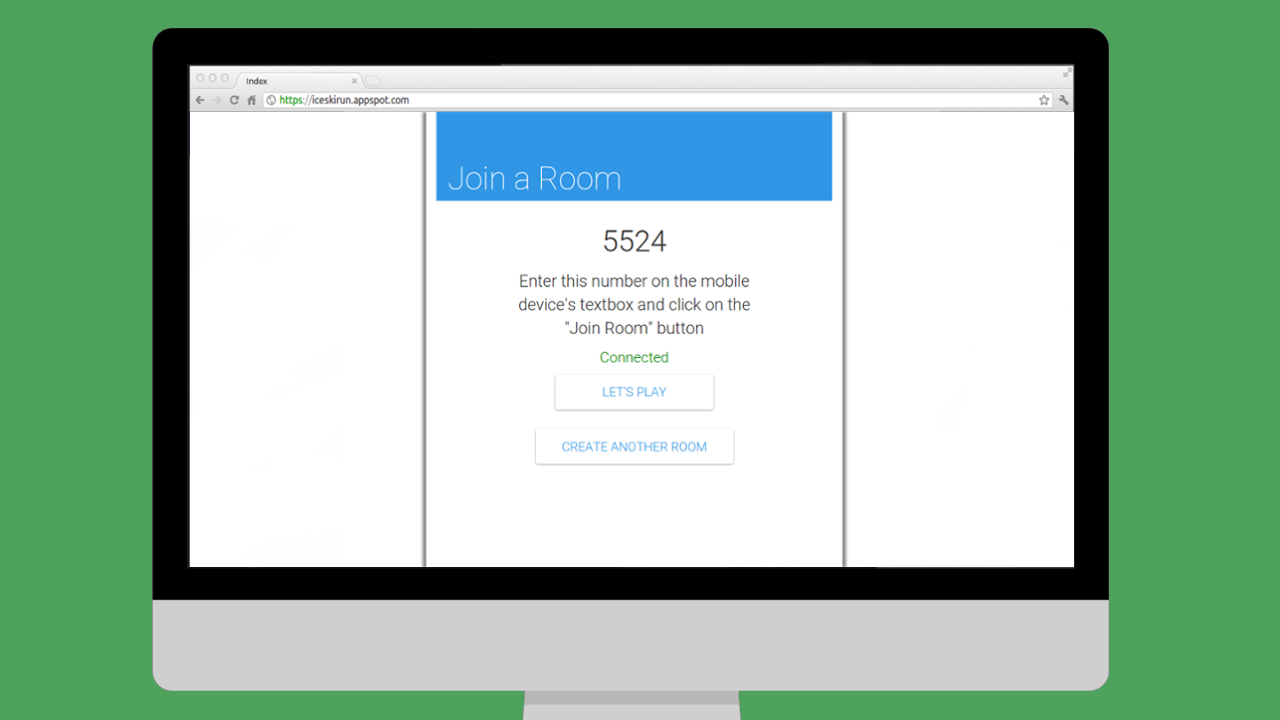 Index
https://iceskirun.appspot.com
Join a Room
5524
Enter this number on the mobile
device's textbox and click on the
"Join Room" button
Connected
LET'S PLAY
CREATE ANOTHER ROOM